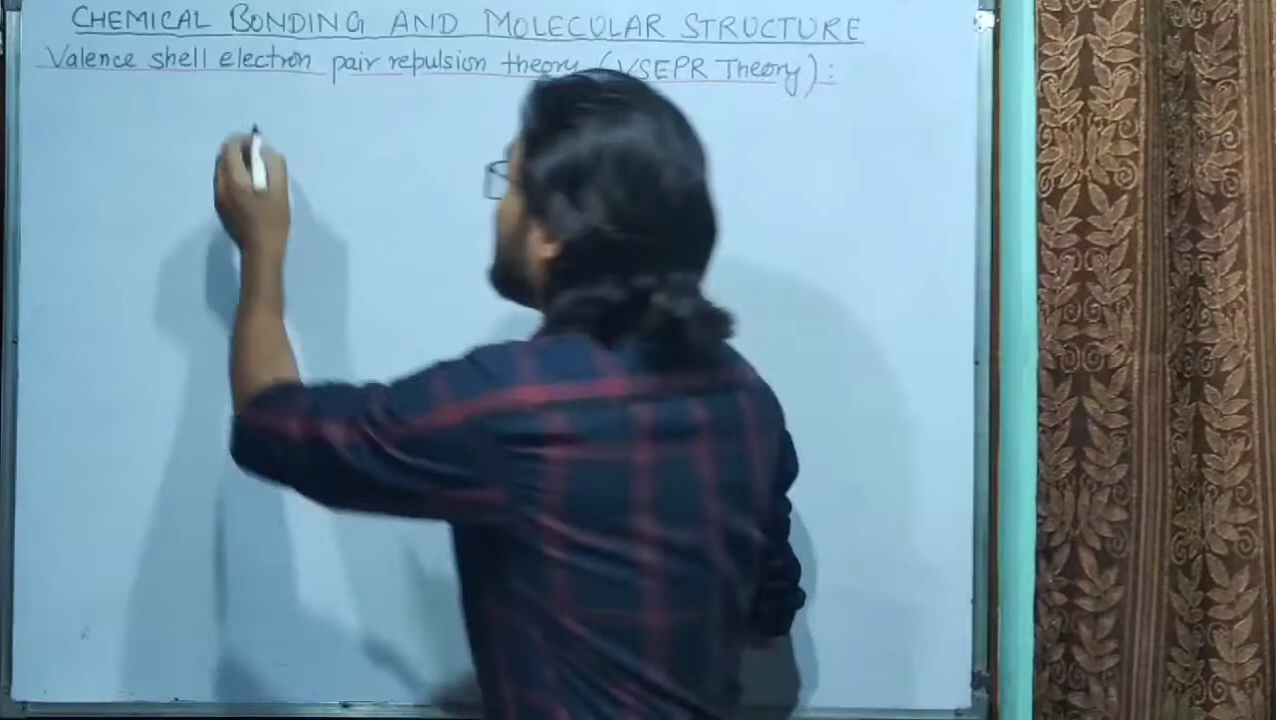 CHEMICAL BONDING AND MOLECULAR STRUCTURE
Valence shell electron pair repulsion theory (VSEPR Theory) :